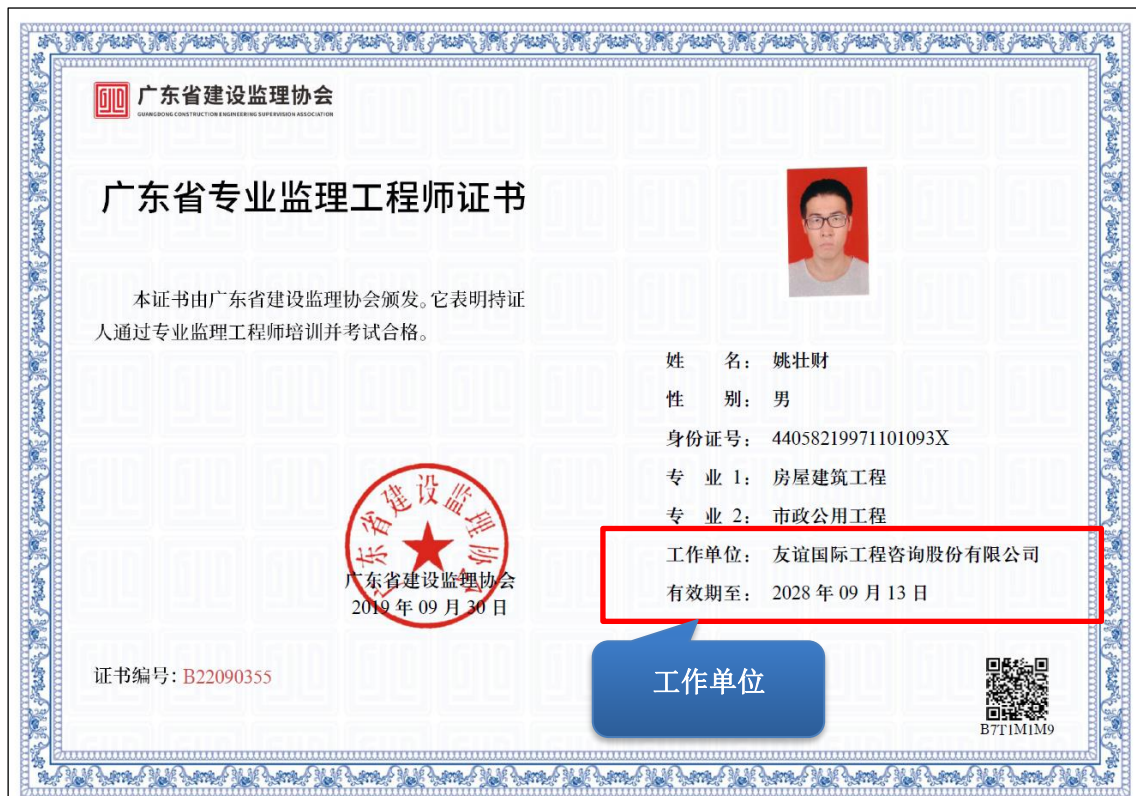 广东省建设监理协会
GUANGDONG CONSTRUCTION ENGINEERING SUPERVISION ASSOCIATION
广东省专业监理工程师证书
本证书由广东省建设监理协会颁发。它表明持证
人通过专业监理工程师培训并考试合格。
姓 名： 姚壮财
性 别： 男
身份证号： 44058219971101093X
专 业 1： 房屋建筑工程
专 业 2： 市政公用工程
工作单位： 友谊国际工程咨询股份有限公司
有效期至： 2028 年 09 月 13 日
广东省建设监理协会
广东省建设监理协会
2019 年 09 月 30 日
证书编号: B22090355
工作单位
B7T1M1M9